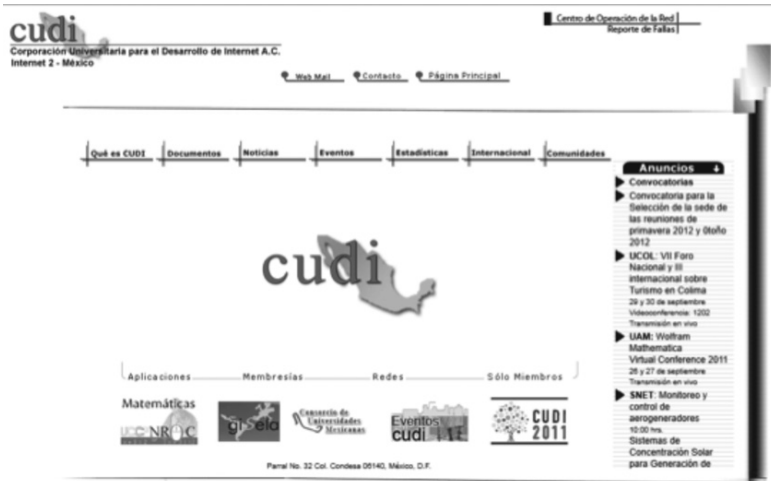 cudi
Corporación Universitaria para el Desarrollo de Internet A.C.
Internet 2 - México
Centro de Operación de la Red
Reporte de Fallas
Web Mail Contacto Página Principal
Qué es CUDI Documentos Noticias Eventos Estadísticas Internacional Comunidades
cudi
Anuncios
Convocatorias
Convocatoria para la
Selección de la sede de
las reuniones de
primavera 2012 y 0toño
2012
UCOL: VII Foro
Nacional y III
internacional sobre
Turismo en Colima
29 y 30 de septiembre
Videoconferencia: 1202
Transmisión en vivo
UAM: Wolfram
Mathematica
Virtual Conference 2011
26 y 27 de septiembre
Transmisión en vivo
SNET: Monitoreo y
control de
aerogeneradores
10:00 hrs.
Sistemas de
Concentración Solar
para Generación de
Aplicaciones Membresías Redes Sólo Miembros
Matemáticas
NROC
gisela
Consorcio de
Universidades
Mexicanas
Eventos
cudi
CUDI
2011
Parral No. 32 Col. Condesa 06140, México, D.F.